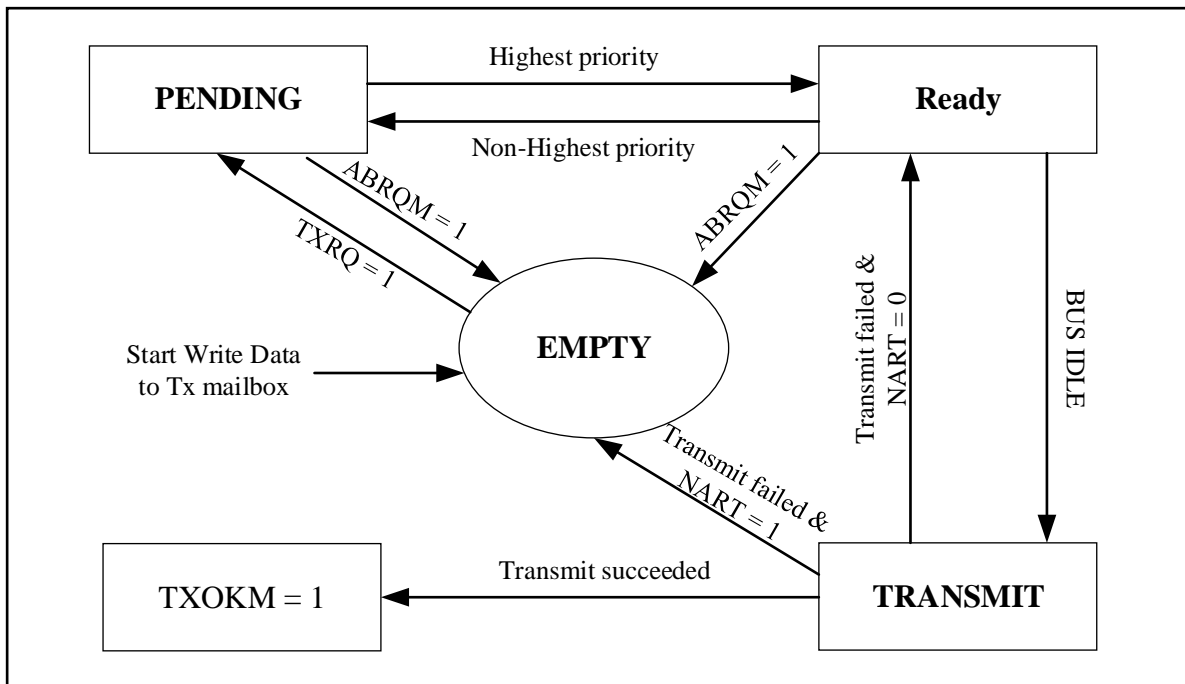 Highest priority
PENDING
Ready
Non-Highest priority
ABRQM = 1
TXRQ = 1
ABRQM = 1
Transmit failed &
NART = 0
BUS IDLE
EMPTY
Start Write Data
to Tx mailbox
Transmit failed &
NART = 1
Transmit succeeded
TXOKM = 1
TRANSMIT